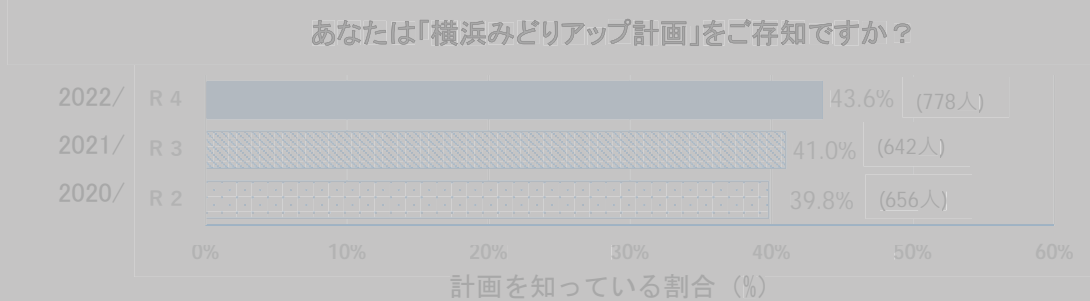 あなたは「横浜みどりアップ計画」をご存知ですか？
2022/ R 4 43.6% (778人)
2021/ R 3 41.0% (642人)
2020/ R 2 39.8% (656人)
0% 10% 20% 30% 40% 50% 60%
計画を知っている割合（%）